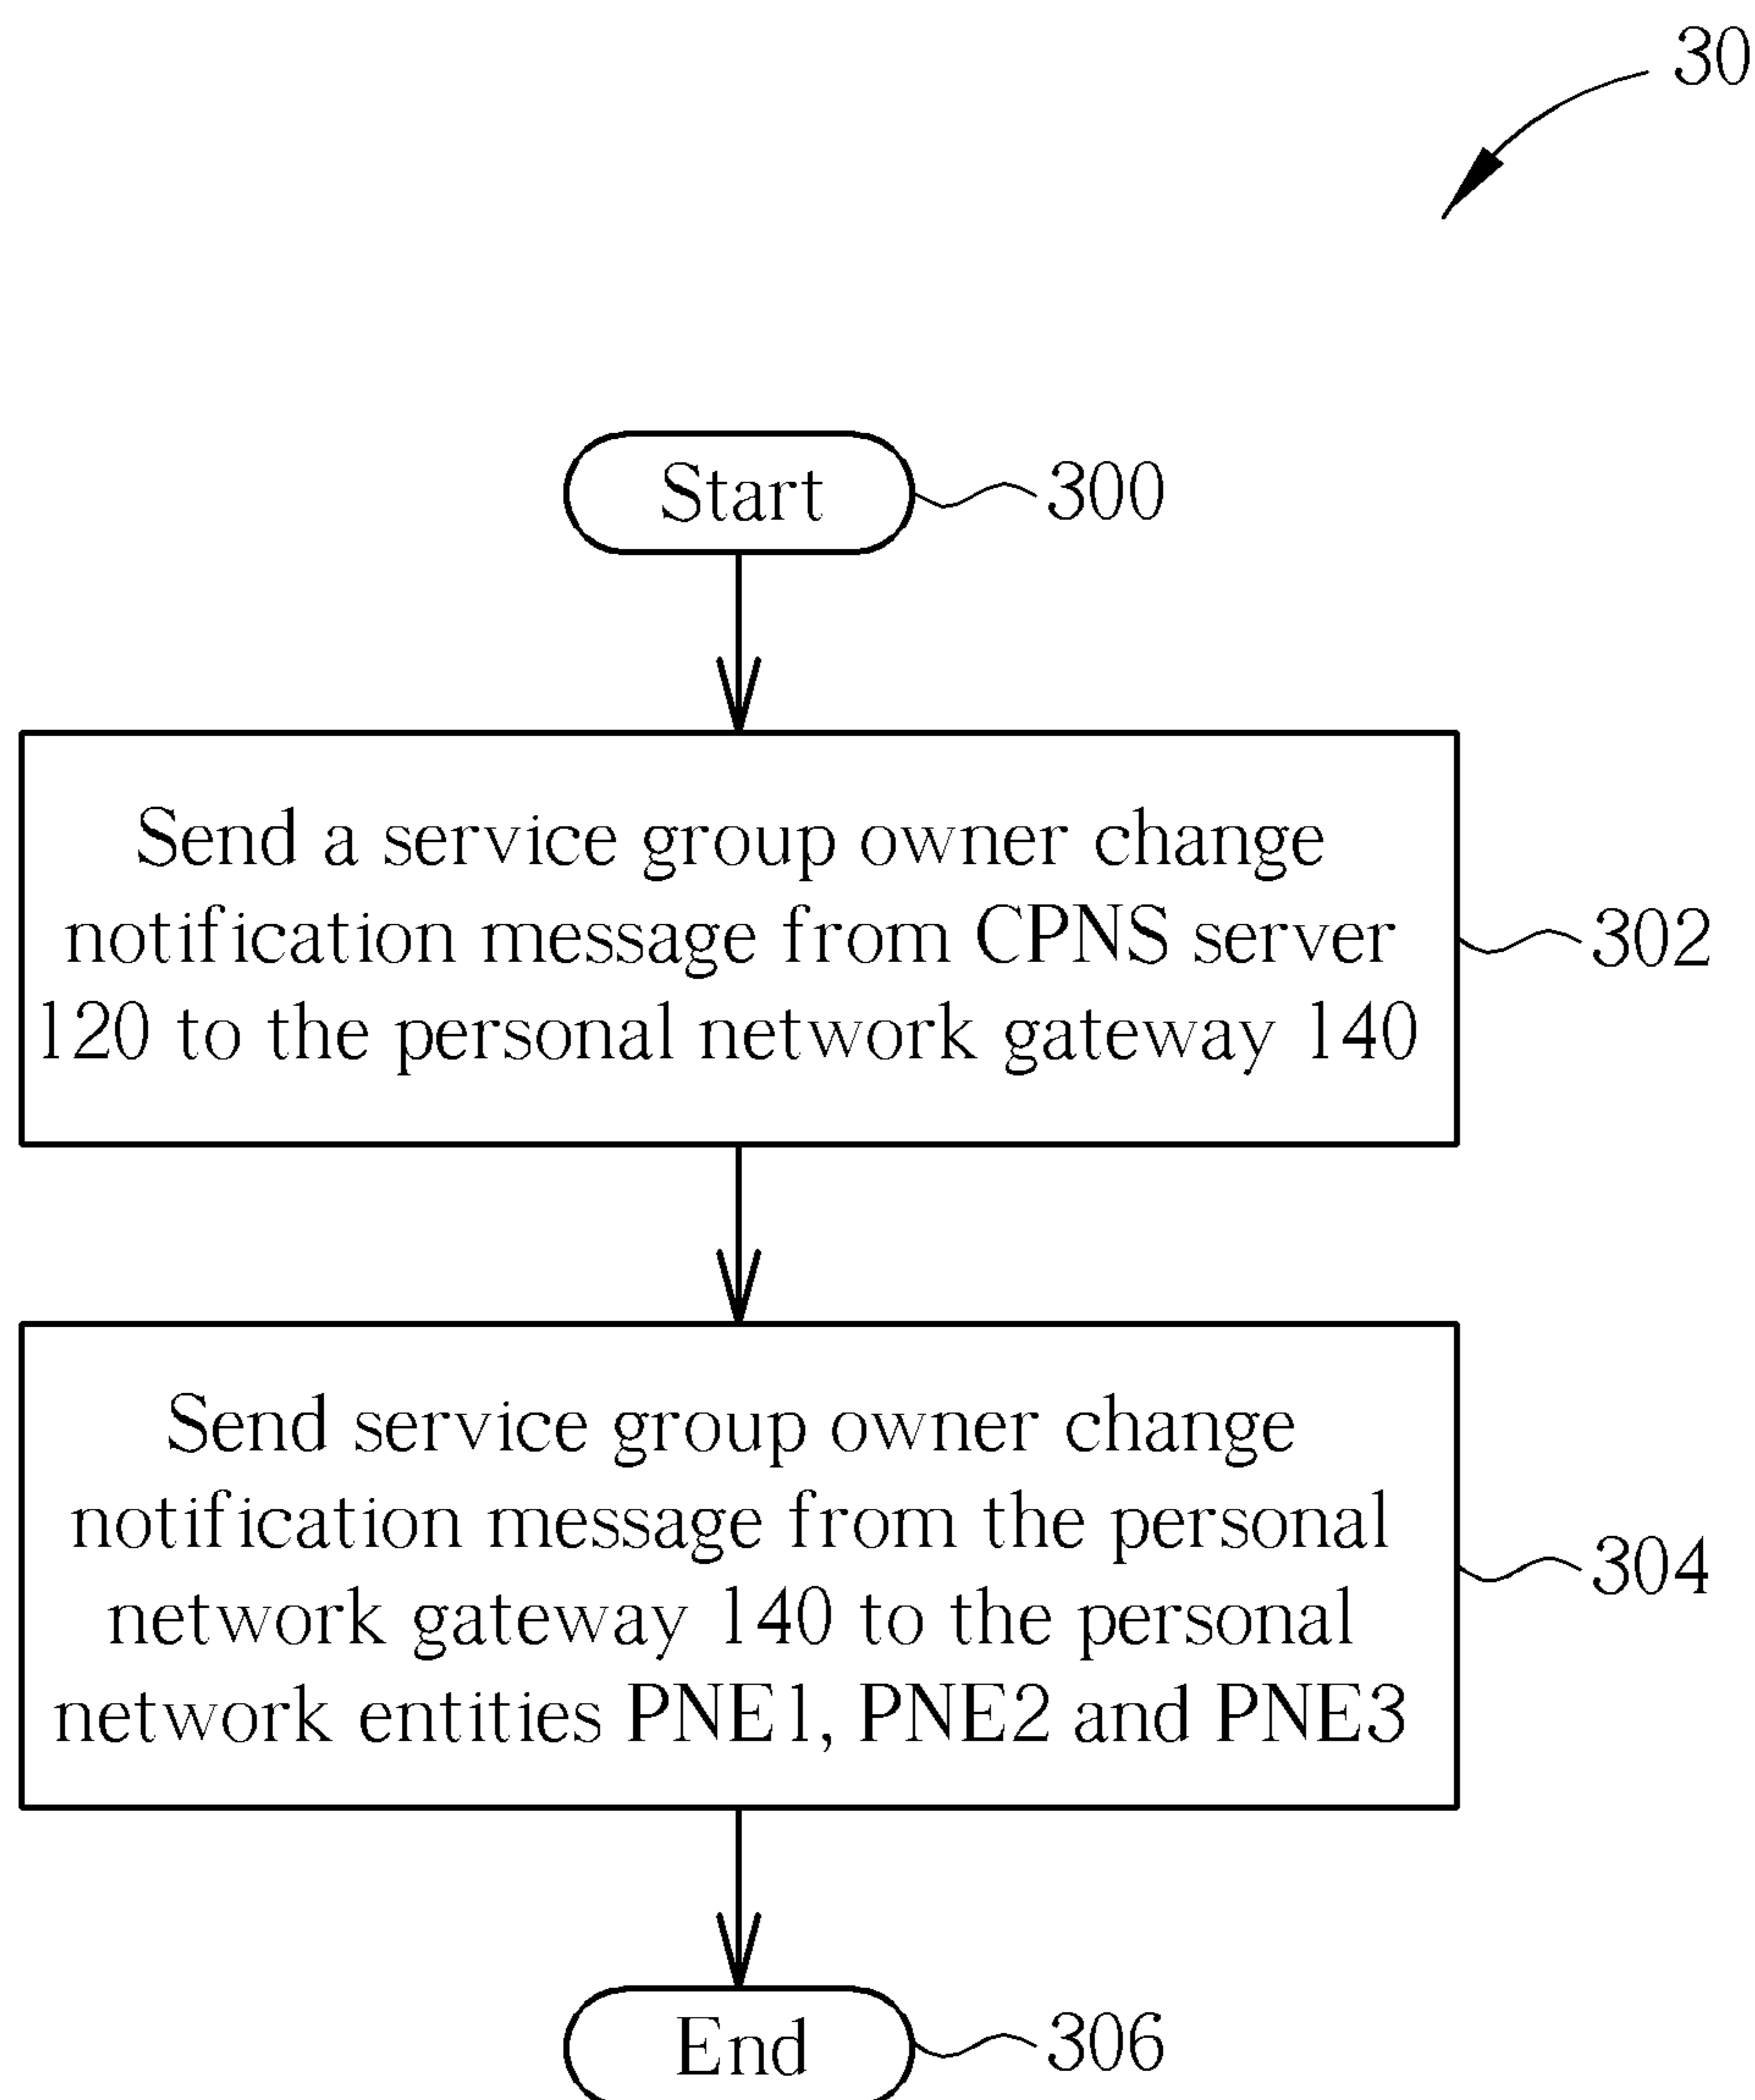 30
Start
300
Send a service group owner change
notification message from CPNS server
120 to the personal network gateway 140
302
Send service group owner change
notification message from the personal
network gateway 140 to the personal
network entities PNE1, PNE2 and PNE3
304
End
306